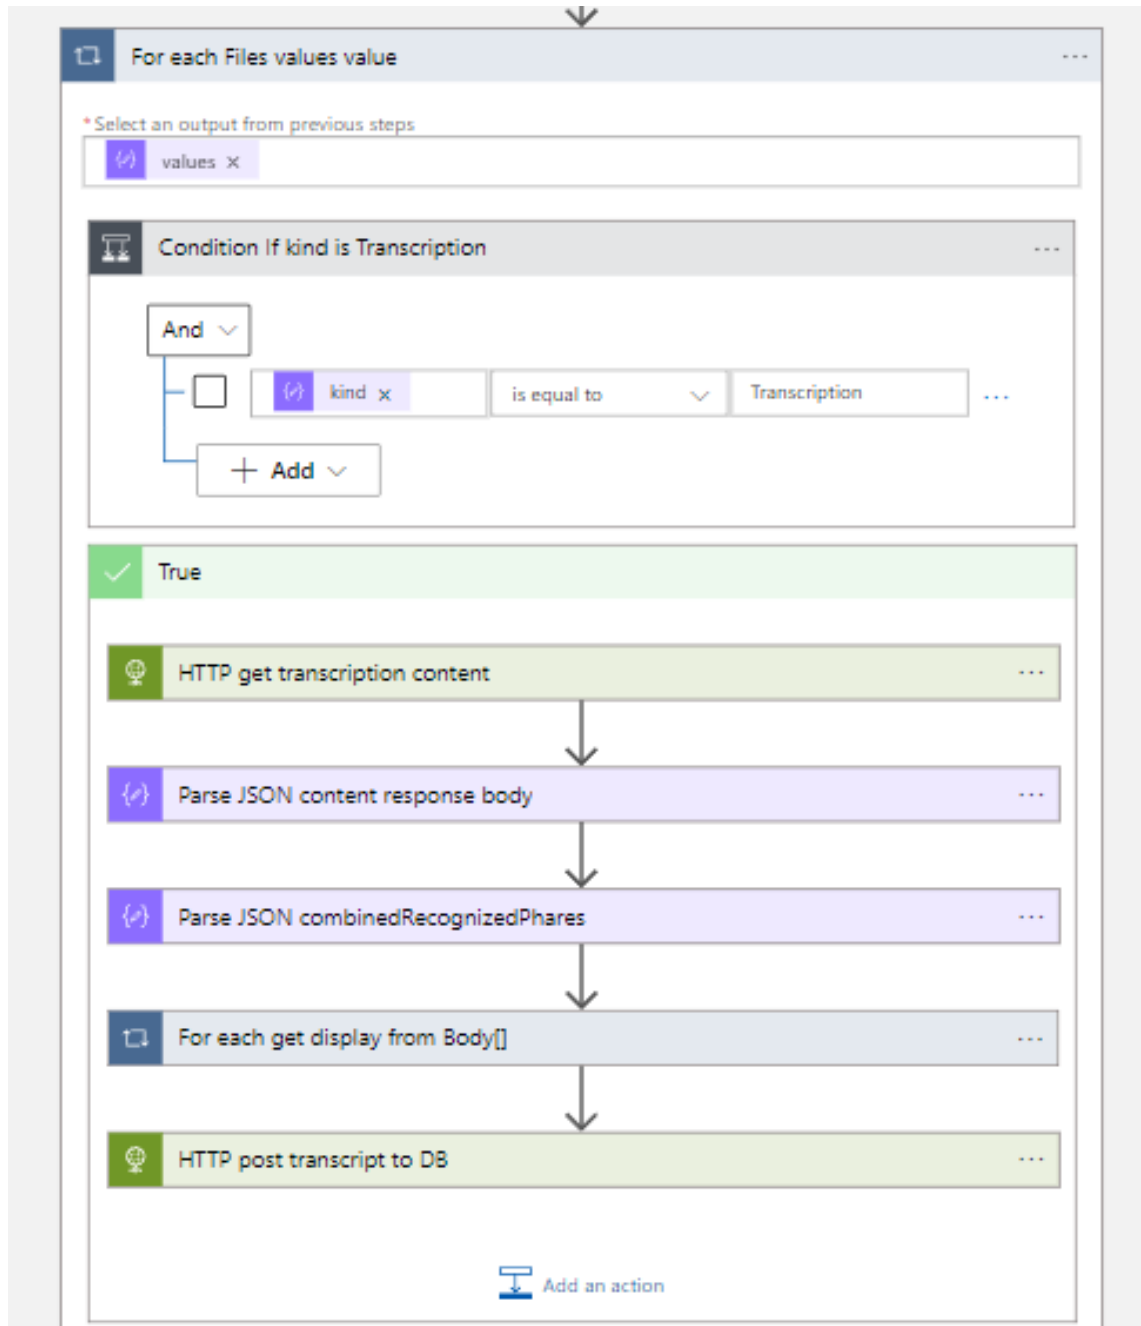 For each Files values value
* Select an output from previous steps
values
Condition If kind is Transcription
And
kind is equal to Transcription
Add
True
HTTP get transcription content
Parse JSON content response body
Parse JSON combinedRecognizedPhares
For each get display from Body[]
HTTP post transcript to DB
Add an action